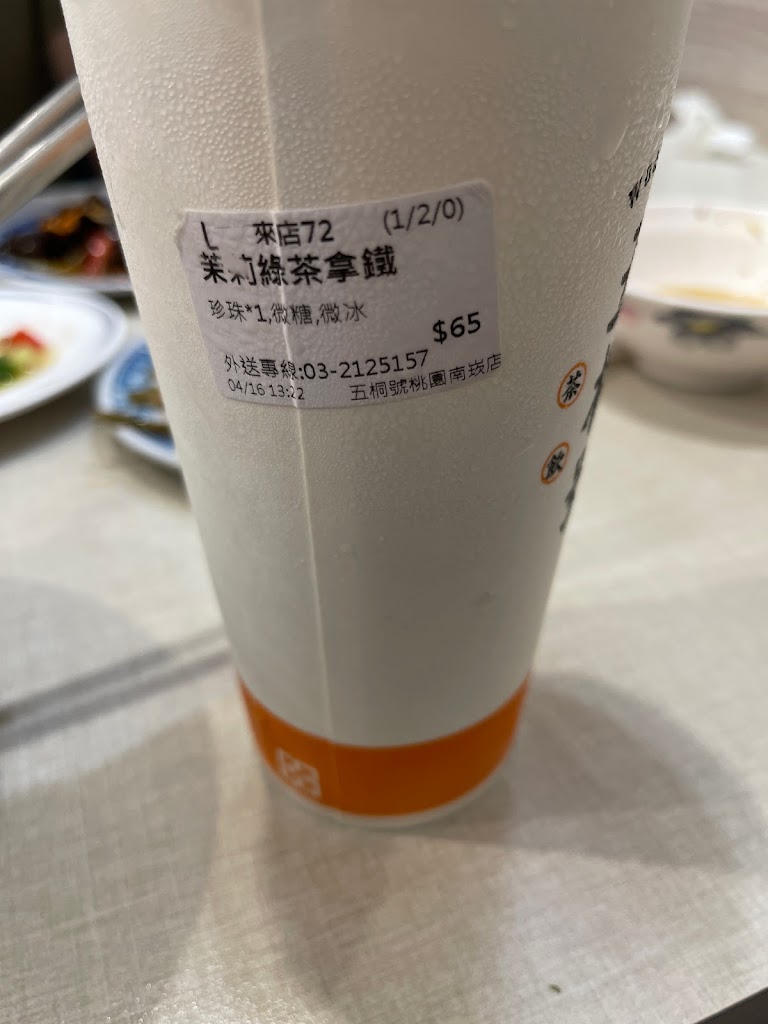 L 來店72 (1/2/0)
茉莉綠茶拿鐵
珍珠*1,微糖,微冰
$65
外送專線:03-2125157
04/16 13:22 五桐號桃園南崁店
茶
飲